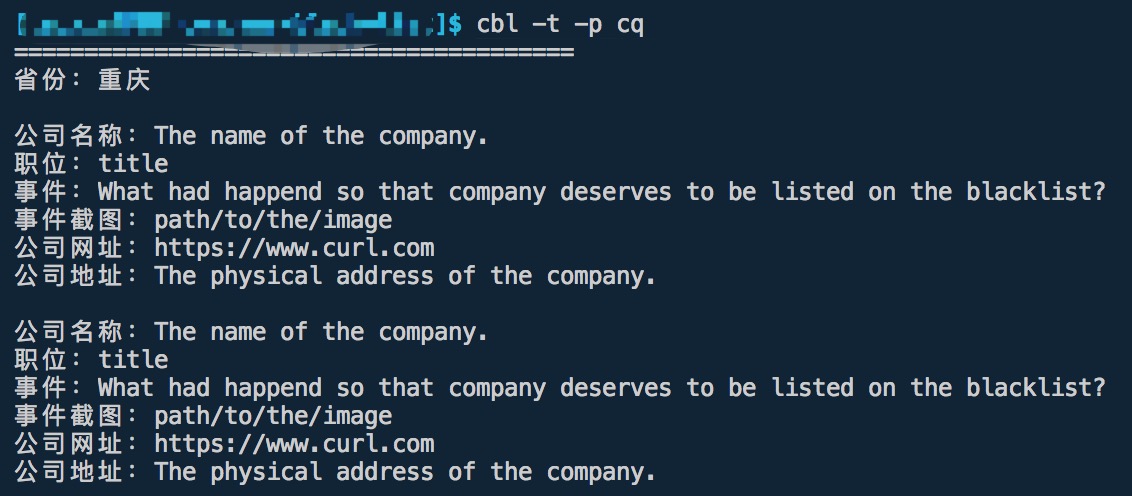 ]$ cbl -t -p cq
========================================
省份: 重庆
公司名称: The name of the company.
职位: title
事件: What had happend so that company deserves to be listed on the blacklist?
事件截图: path/to/the/image
公司网址: https://www.curl.com
公司地址: The physical address of the company.
公司名称: The name of the company.
职位: title
事件: What had happend so that company deserves to be listed on the blacklist?
事件截图: path/to/the/image
公司网址: https://www.curl.com
公司地址: The physical address of the company.